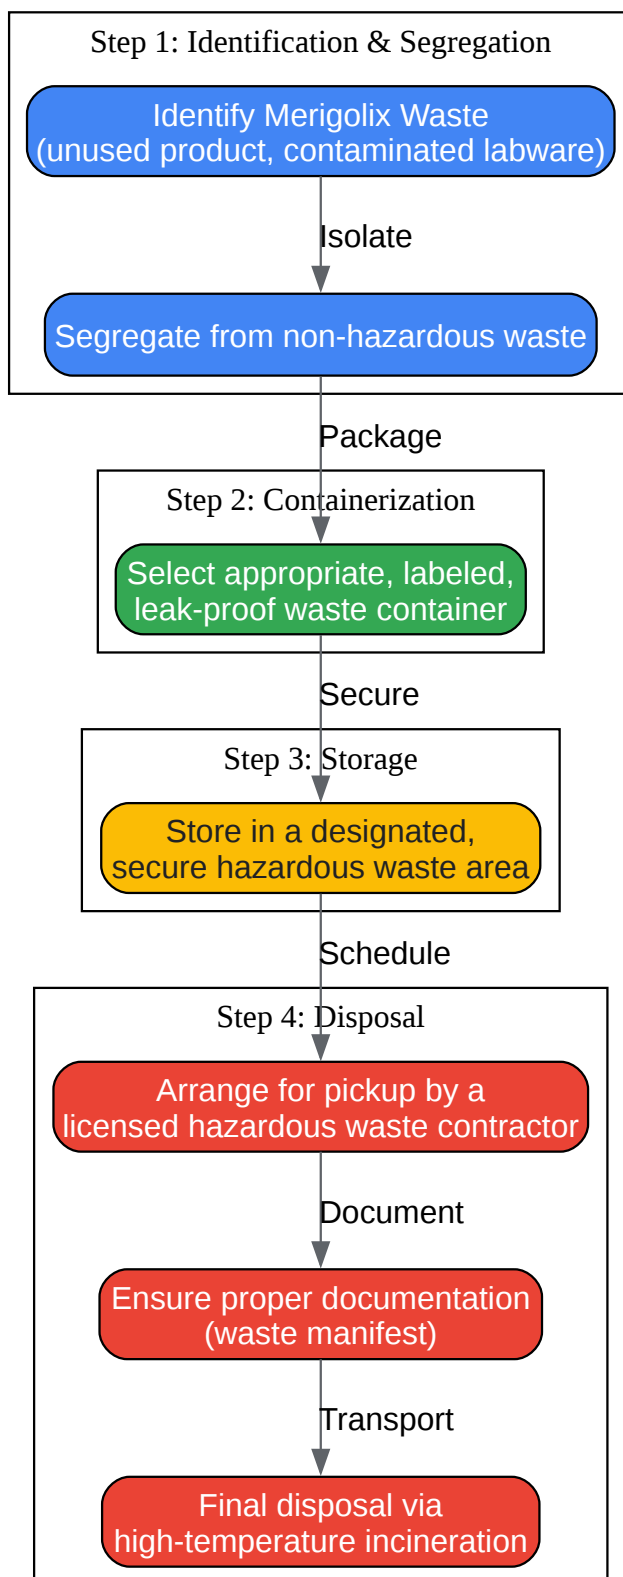 Step 1: Identification & Segregation
Identify Merigolix Waste
(unused product, contaminated labware)
Isolate
Segregate from non-hazardous waste
Package
Step 2: Containerization
Select appropriate, labeled,
leak-proof waste container
Secure
Step 3: Storage
Store in a designated,
secure hazardous waste area
Schedule
Step 4: Disposal
Arrange for pickup by a
licensed hazardous waste contractor
Document
Ensure proper documentation
(waste manifest)
Transport
Final disposal via
high-temperature incineration